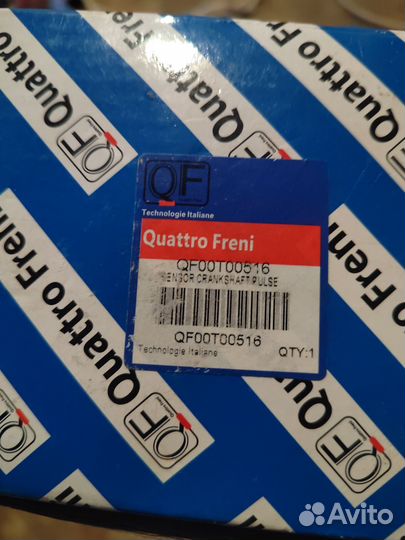 QF Quattro Freni
QF Quattro Freni
QF
Technologie Italiane
Quattro Freni
QF00T00516
SENSOR CRANKSHAFT PULSE
QF00T00516
Technologie Italiane QTY:1
QF Quattro Freni
QF Quattro
Avito